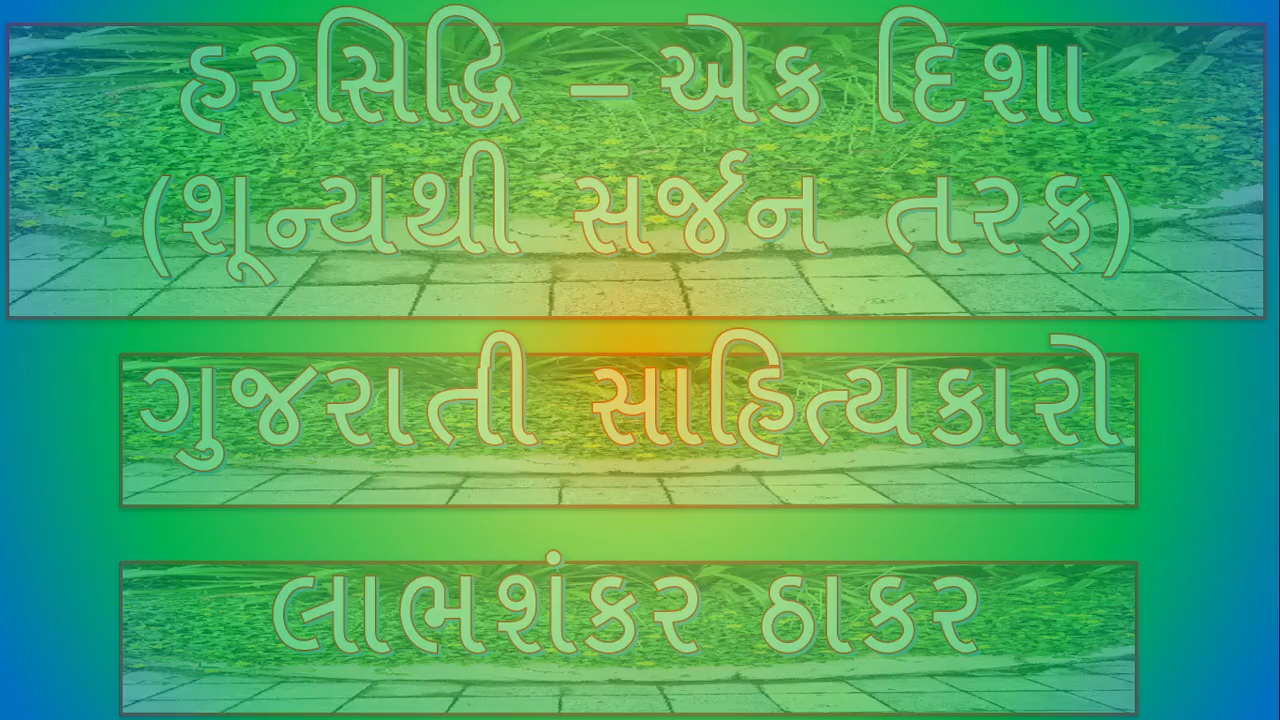 હરસિદ્ધિ – એક દિશા
(શૂન્યથી સર્જન તરફ)
ગુજરાતી સાહિત્યકારો
લાભશંકર ઠાકર